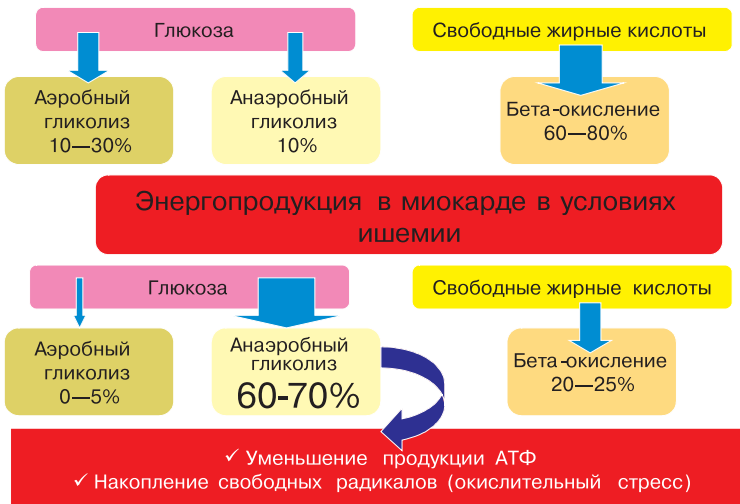 Глюкоза
Свободные жирные кислоты
Аэробный
гликолиз
10—30%
Анаэробный
гликолиз
10%
Бета-окисление
60—80%
Энергопродукция в миокарде в условиях
ишемии
Глюкоза
Свободные жирные кислоты
Аэробный
гликолиз
0—5%
Анаэробный
гликолиз
60-70%
Бета-окисление
20—25%
✓ Уменьшение продукции АТФ
✓ Накопление свободных радикалов (окислительный стресс)